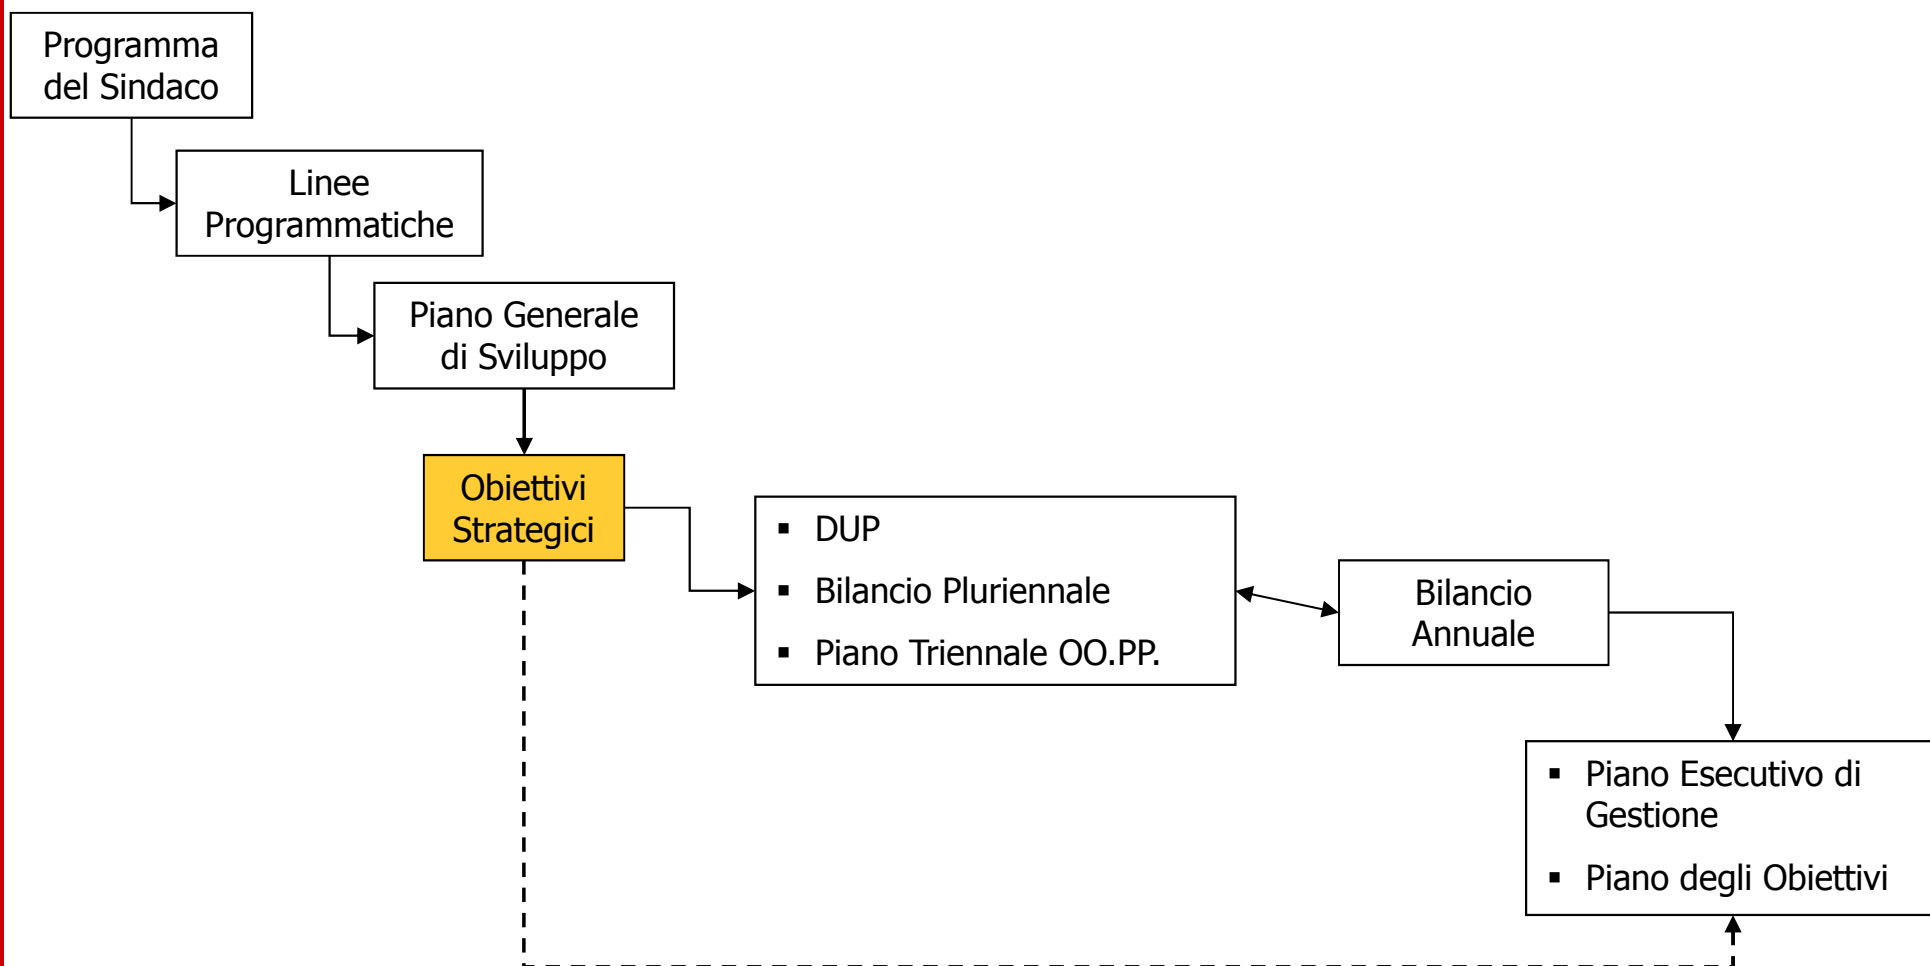 Programma
del Sindaco
Linee
Programmatiche
Piano Generale
di Sviluppo
Obiettivi
Strategici
▪ DUP
▪ Bilancio Pluriennale
▪ Piano Triennale OO.PP.
Bilancio
Annuale
▪ Piano Esecutivo di
Gestione
▪ Piano degli Obiettivi